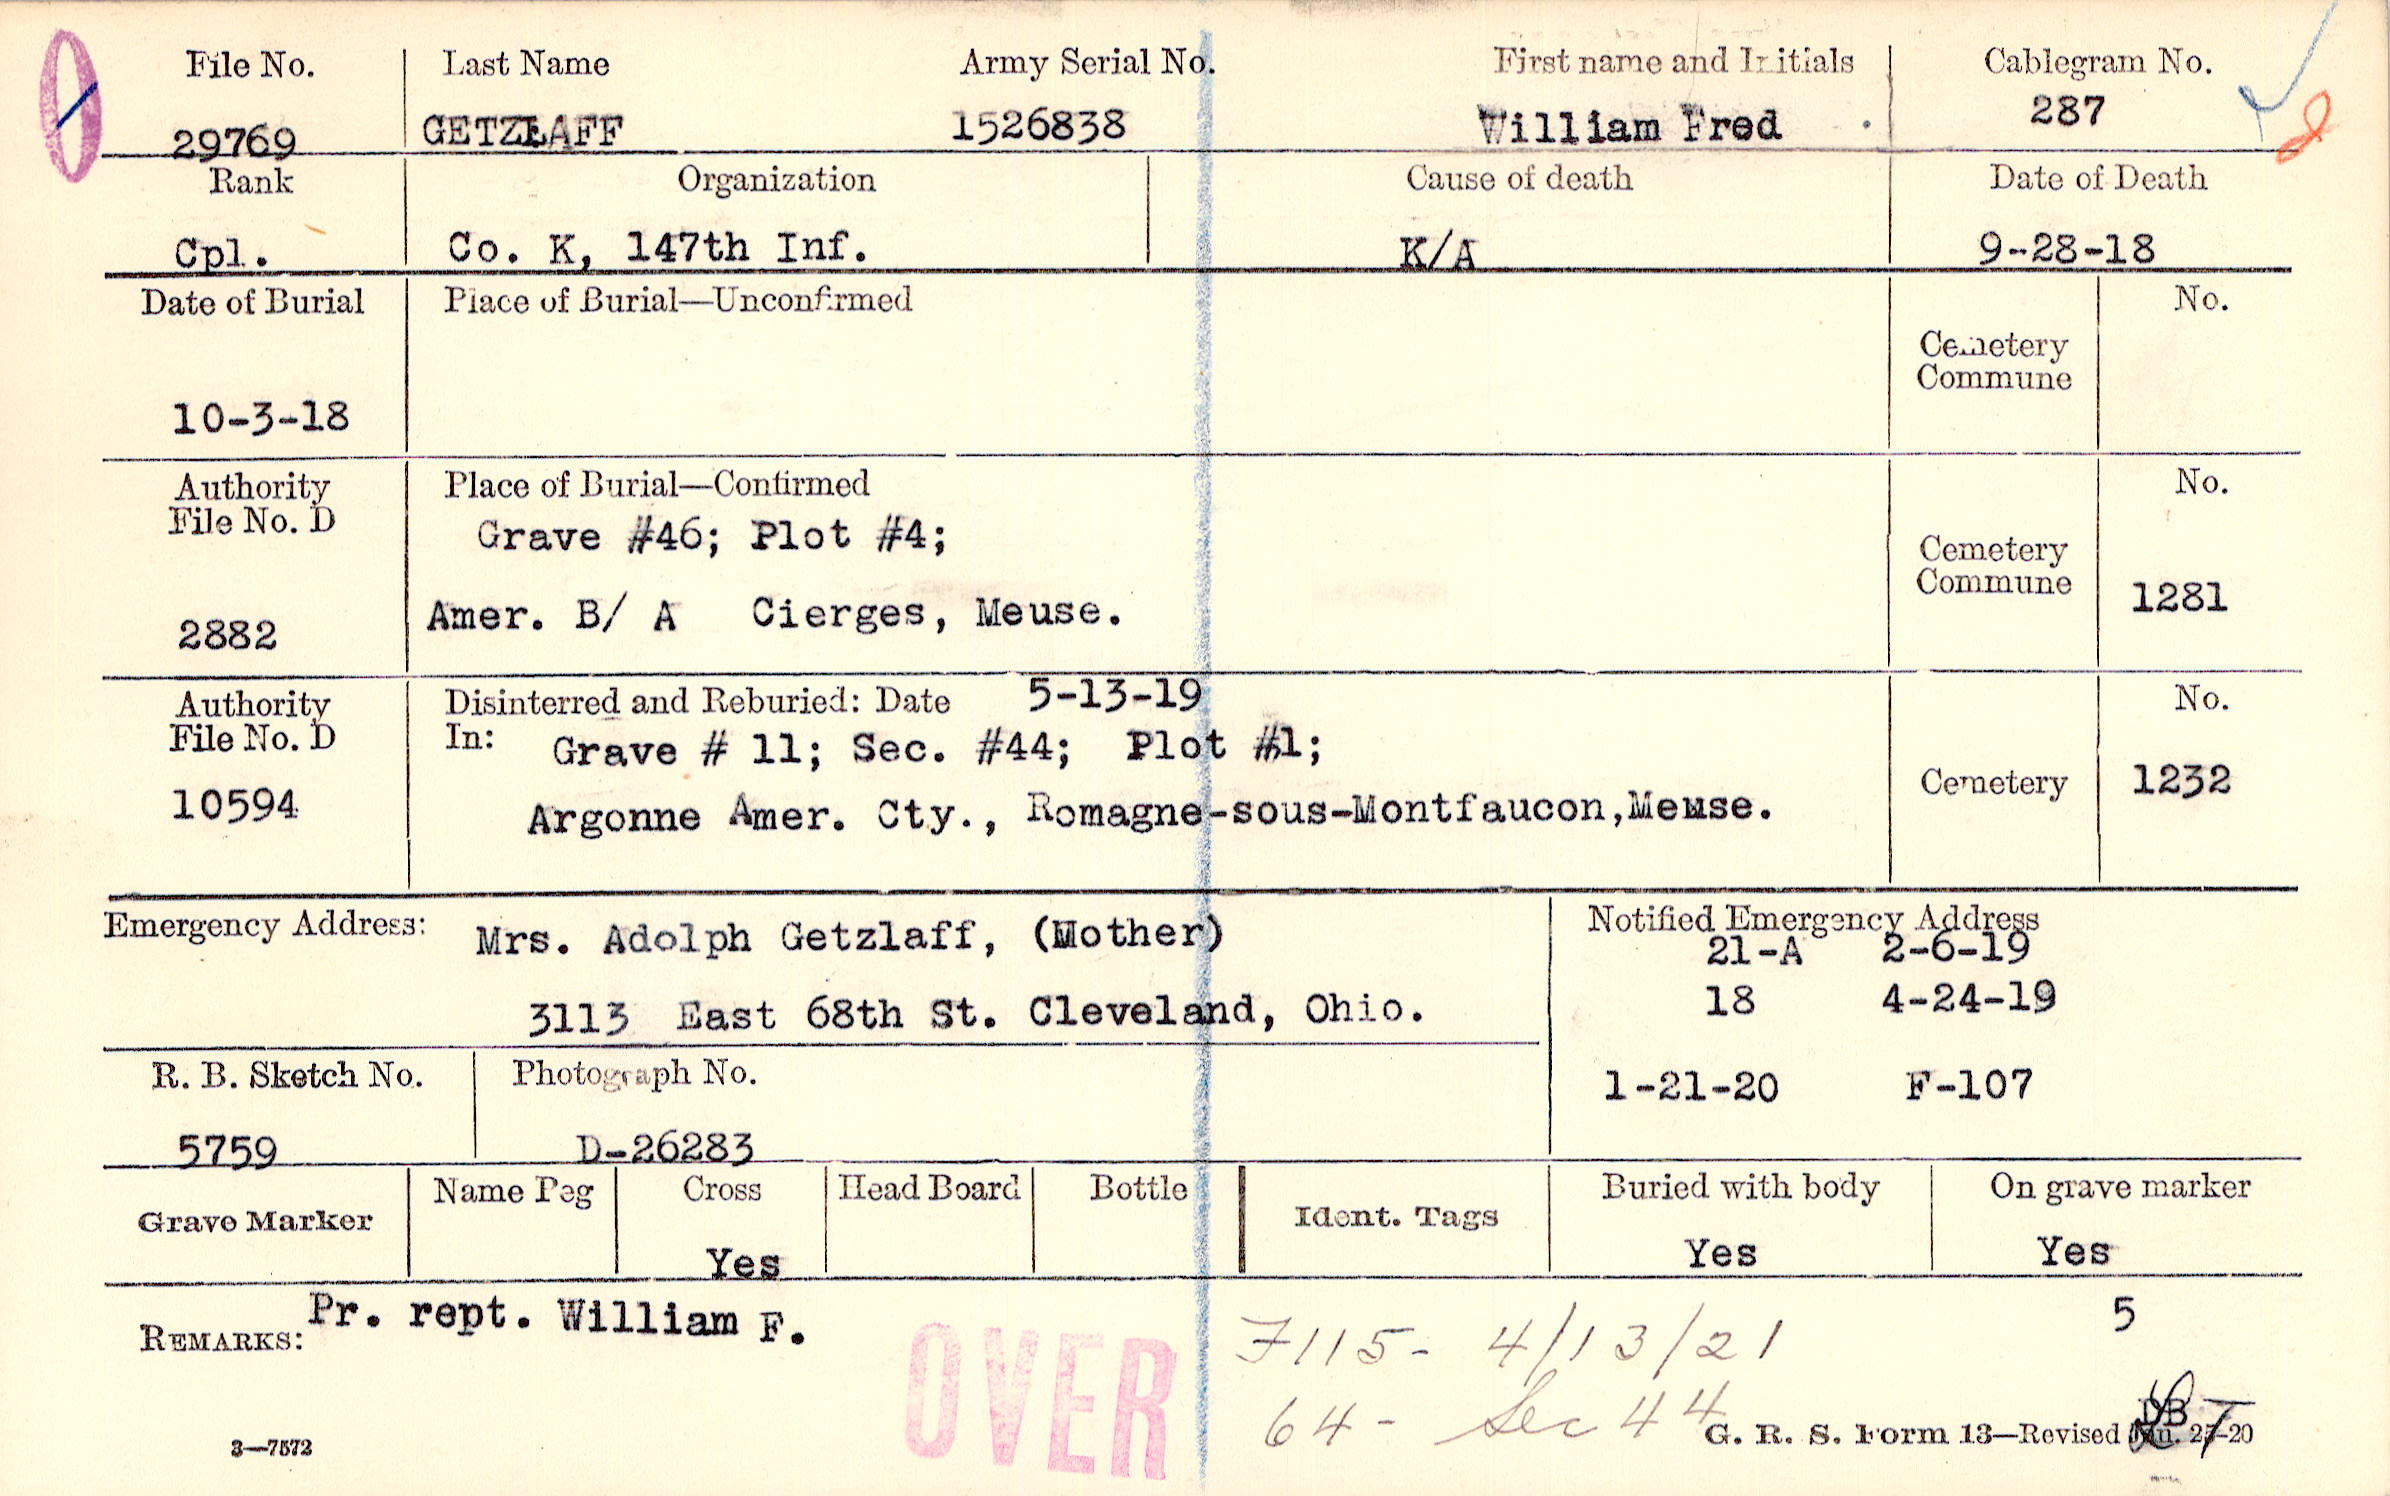 File No. Last Name Army Serial No. First name and Initials Cablegram No.
29769 GETZLAFF 1526838 William Fred 287
Rank Organization Cause of death Date of Death
Cpl. Co. K, 147th Inf. K/A 9-28-18
Date of Burial Place of Burial—Unconfirmed No.
Cemetery
Commune
10-3-18
Authority Place of Burial—Confirmed No.
File No. D Grave #46; Plot #4;
Cemetery
Commune 1281
2882 Amer. B/ A Cierges, Meuse.
Authority Disinterred and Reburied: Date 5-13-19 No.
File No. D In: Grave # 11; Sec. #44; Plot #1;
Cemetery 1232
10594 Argonne Amer. Cty., Romagne-sous-Montfaucon,Meuse.
Emergency Address: Mrs. Adolph Getzlaff, (Mother) Notified Emergency Address
21-A 2-6-19
3113 East 68th St. Cleveland, Ohio. 18 4-24-19
R. B. Sketch No. Photograph No. 1-21-20 F-107
5759 D-26283
Grave Marker Name Peg Cross Head Board Bottle Ident. Tags Buried with body On grave marker
Yes Yes Yes
REMARKS: Pr. rept. William F. 5
OVER F115- 4/13/21
64- Sec 44
DB
3—7572 G. R. S. Form 13—Revised Jan. -20